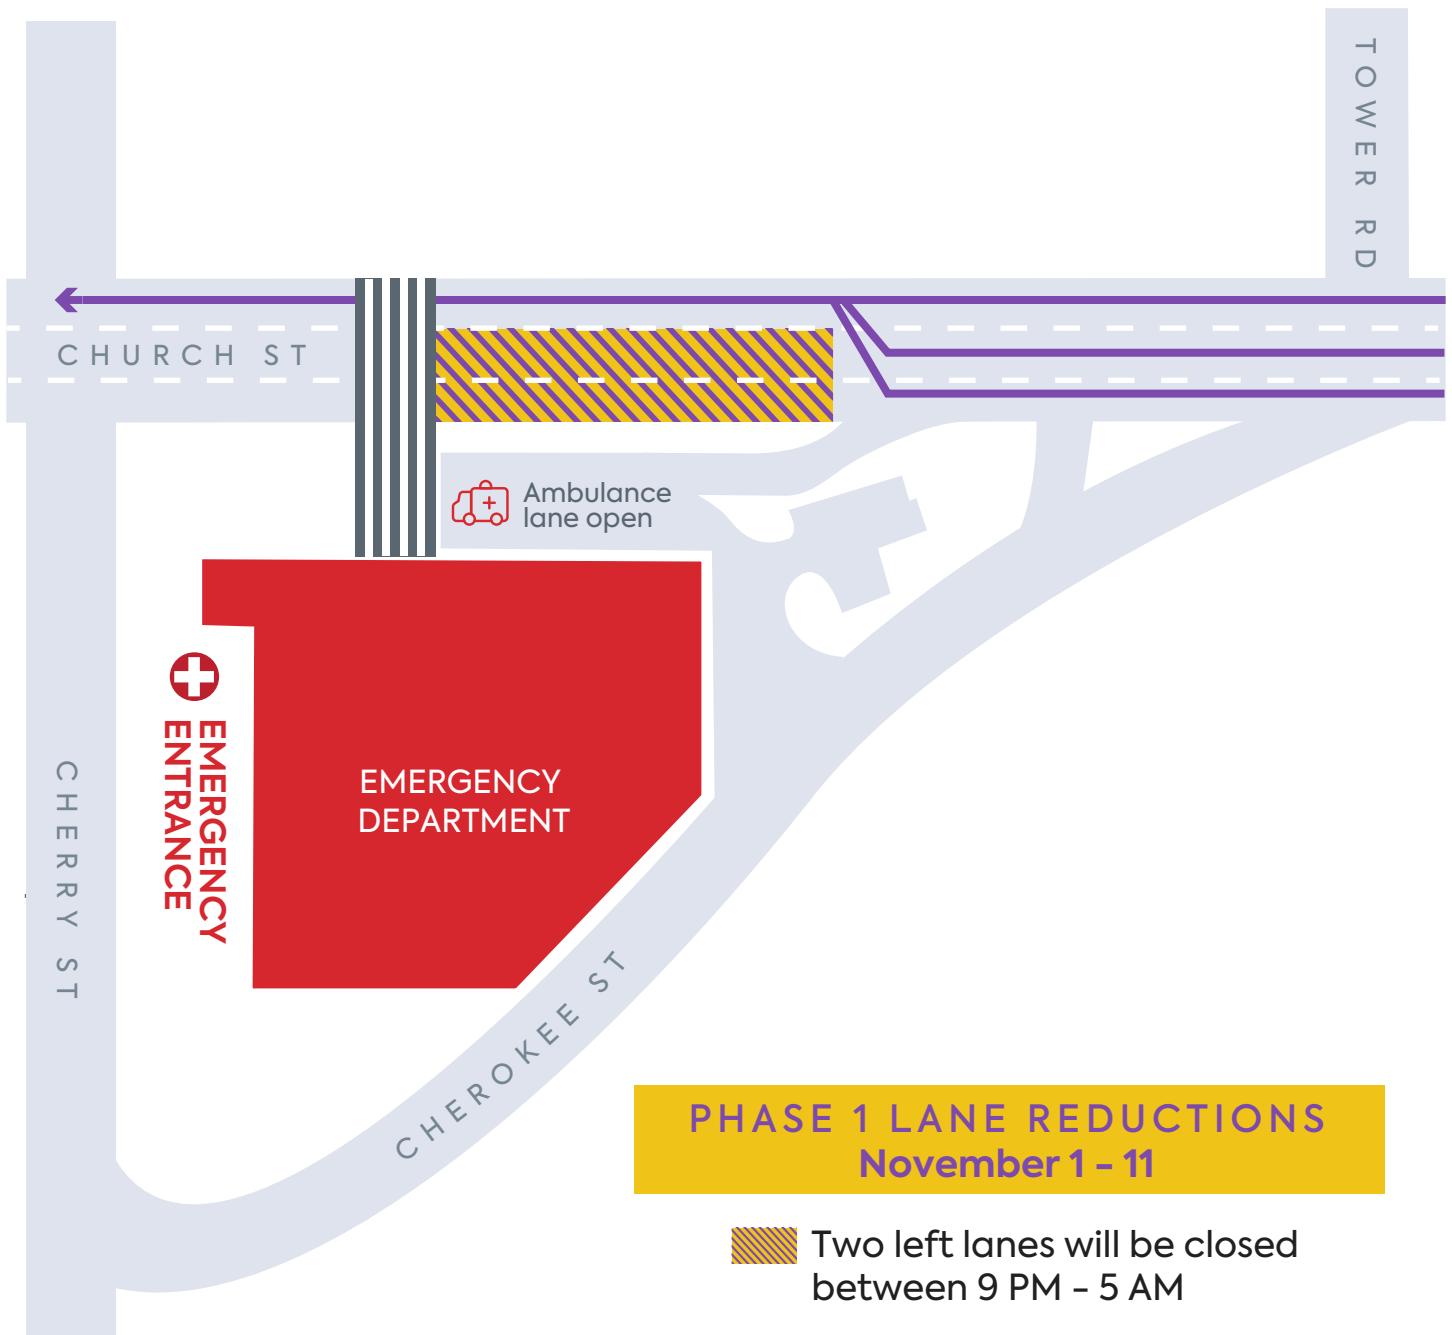 TOWER RD
CHURCH ST
Ambulance
lane open
EMERGENCY
ENTRANCE
EMERGENCY
DEPARTMENT
CHERRY ST
CHEROKEE ST
PHASE 1 LANE REDUCTIONS
November 1 - 11
Two left lanes will be closed
between 9 PM - 5 AM